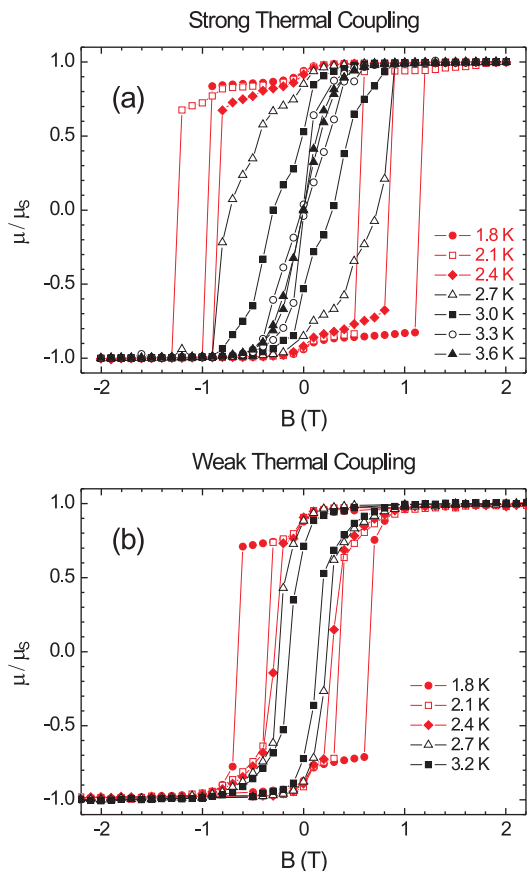 Strong Thermal Coupling
(a)
1.0
0.5
0.0
-0.5
-1.0
μ / μS
1.8 K
2.1 K
2.4 K
2.7 K
3.0 K
3.3 K
3.6 K
-2 -1 0 1 2
B (T)
Weak Thermal Coupling
(b)
1.0
0.5
0.0
-0.5
-1.0
μ / μS
1.8 K
2.1 K
2.4 K
2.7 K
3.2 K
-2 -1 0 1 2
B (T)